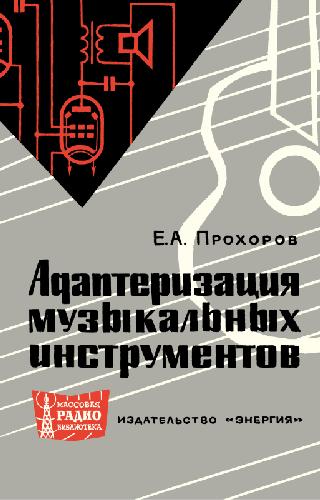 Е.А. Прохоров
Адаптеризация
музыкальных
инструментов
МАССОВАЯ
РАДИО
БИБЛИОТЕКА
ИЗДАТЕЛЬСТВО «ЭНЕРГИЯ»